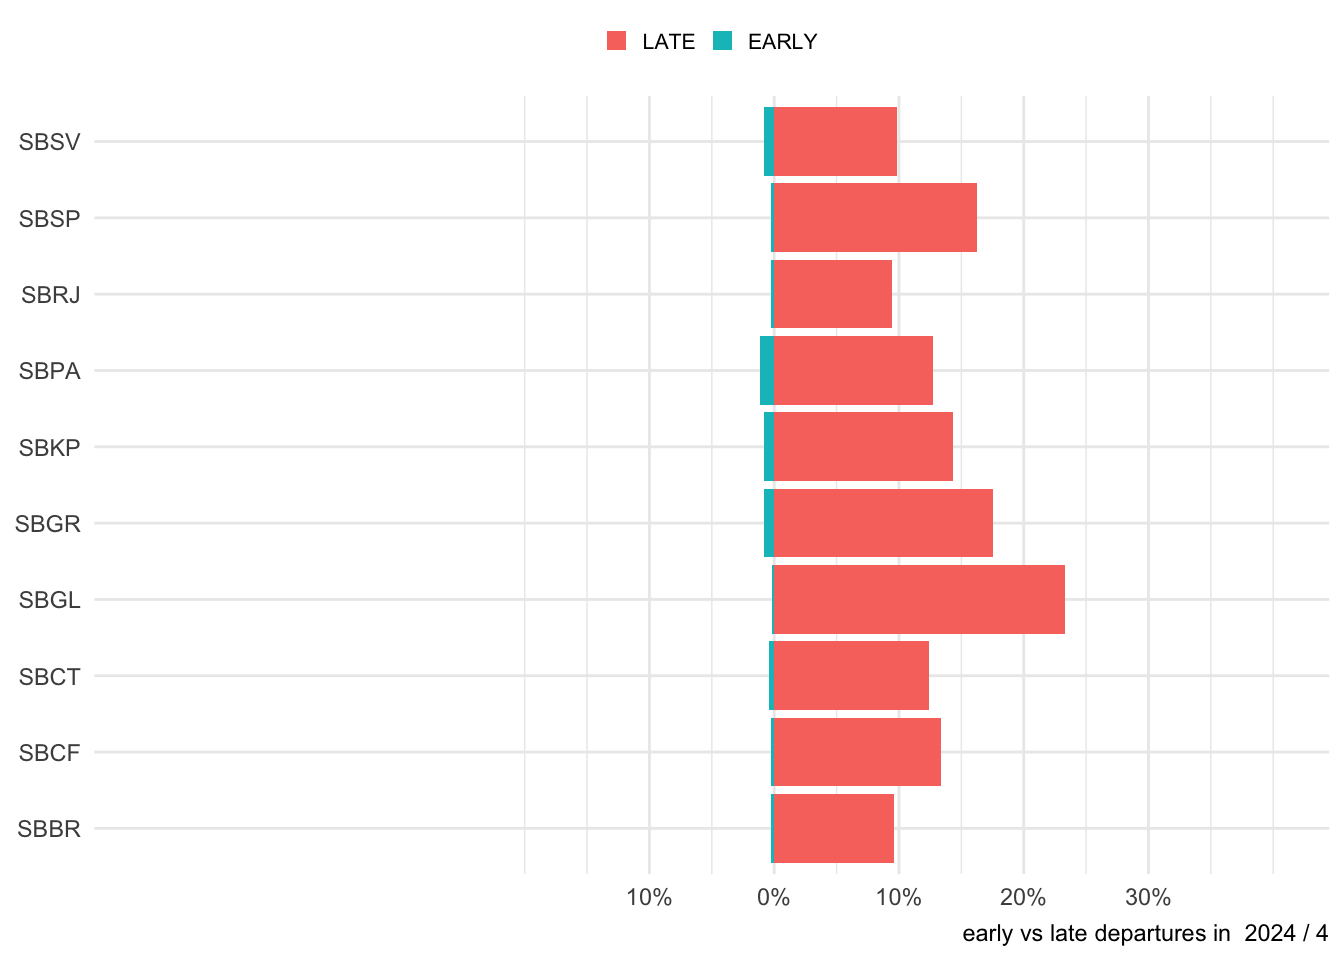 LATE EARLY
SBSV
SBSP
SBRJ
SBPA
SBKP
SBGR
SBGL
SBCT
SBCF
SBBR
10% 0% 10% 20% 30%
early vs late departures in  2024 / 4